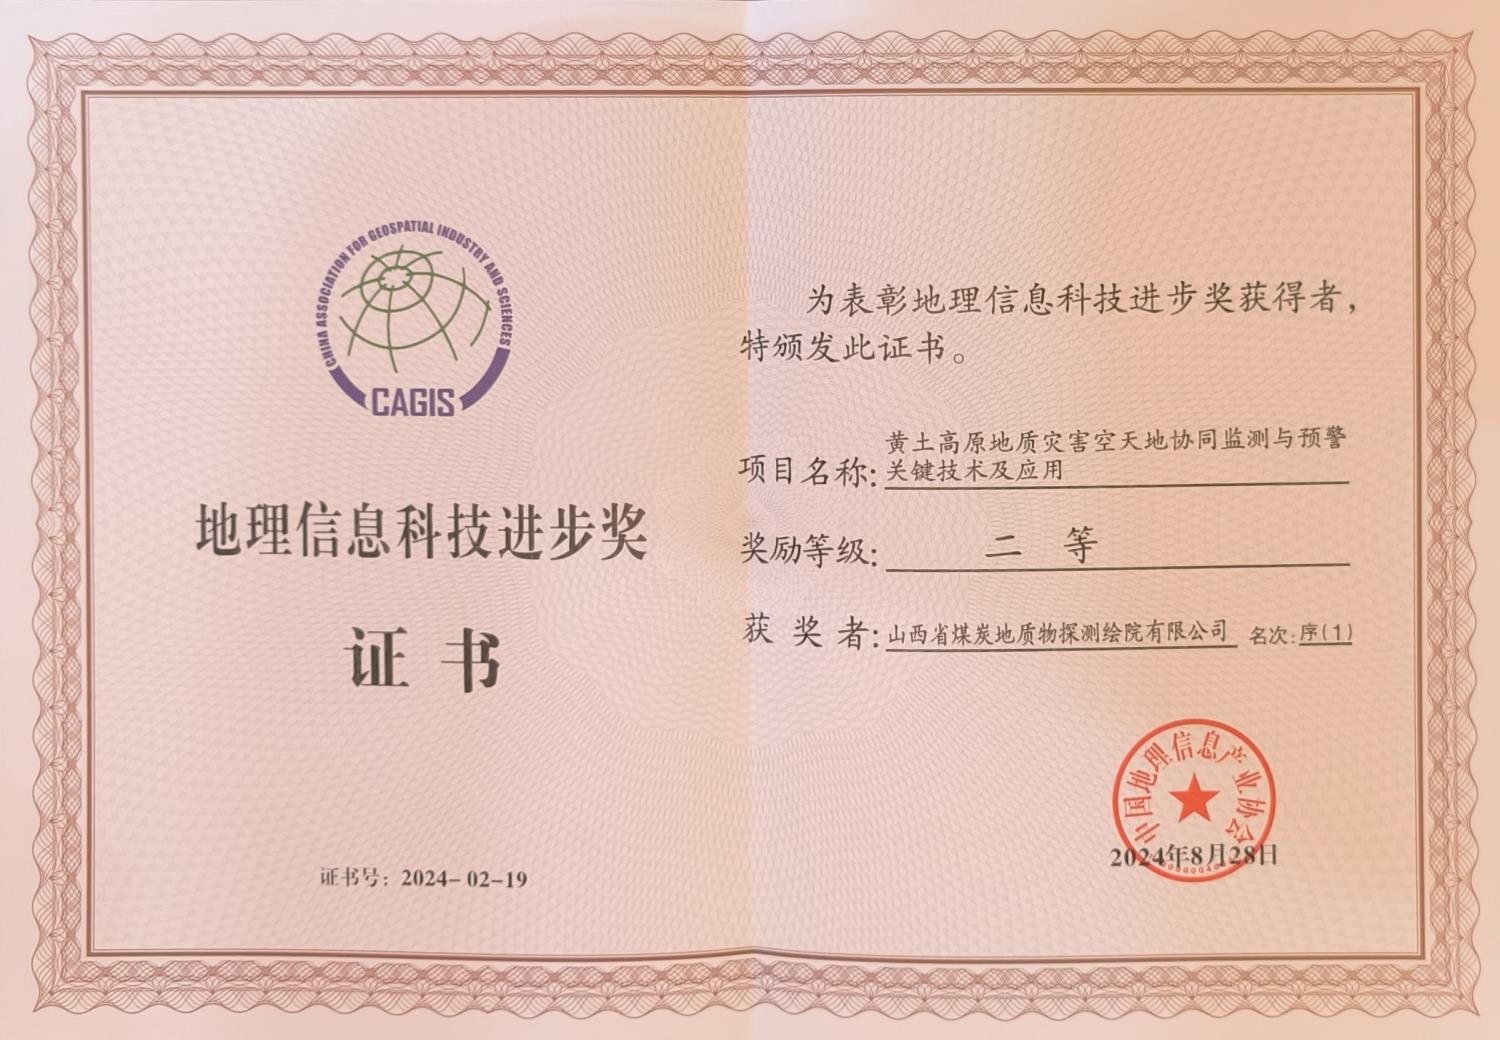 CHINA ASSOCIATION FOR GEOSPATIAL INDUSTRY AND SCIENCES
CAGIS
地理信息科技进步奖
证书
证书号：2024-02-19
为表彰地理信息科技进步奖获得者，
特颁发此证书。
项目名称：黄土高原地质灾害空天地协同监测与预警
关键技术及应用
奖励等级：二等
获奖者：山西省煤炭地质物探测绘院有限公司 名次：序(1)
中国地理信息产业协会
2024年8月28日